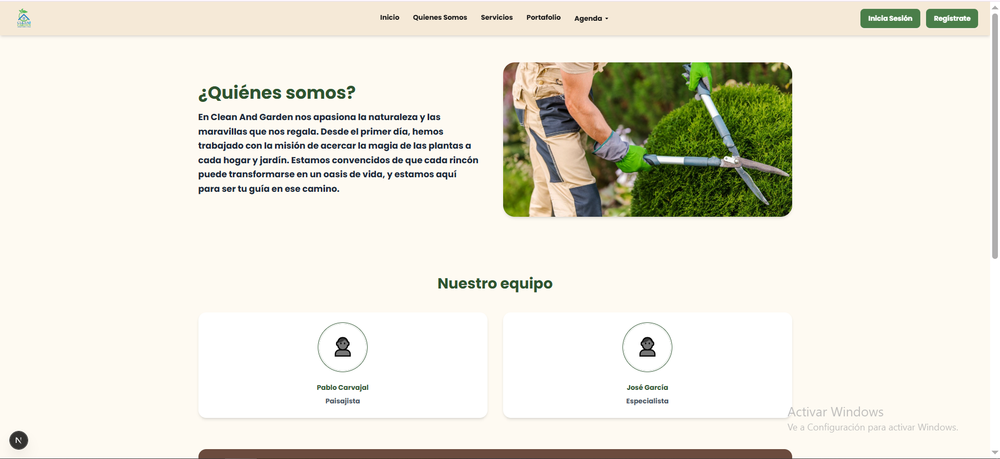 CLEAN &
GARDEN
Inicio
Quienes Somos
Servicios
Portafolio
Agenda
Inicia Sesión
Regístrate
¿Quiénes somos?
En Clean And Garden nos apasiona la naturaleza y las
maravillas que nos regala. Desde el primer día, hemos
trabajado con la misión de acercar la magia de las plantas a
cada hogar y jardín. Estamos convencidos de que cada rincón
puede transformarse en un oasis de vida, y estamos aquí
para ser tu guía en ese camino.
Nuestro equipo
Pablo Carvajal
Paisajista
José García
Especialista
Activar Windows
Ve a Configuración para activar Windows.
N